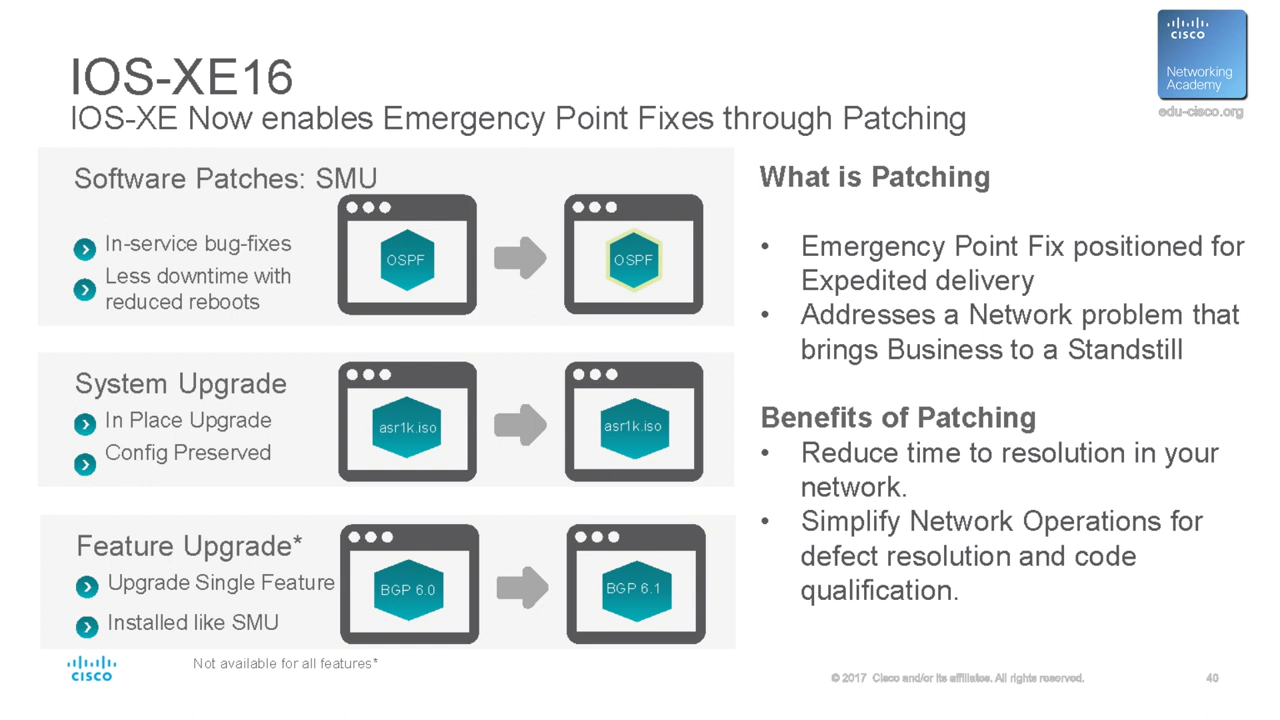 CISCO
Networking
Academy
edu-cisco.org
IOS-XE16
IOS-XE Now enables Emergency Point Fixes through Patching
Software Patches: SMU
In-service bug-fixes
Less downtime with
reduced reboots
OSPF
OSPF
System Upgrade
In Place Upgrade
Config Preserved
asr1k.iso
asr1k.iso
Feature Upgrade*
Upgrade Single Feature
Installed like SMU
BGP 6.0
BGP 6.1
Not available for all features*
What is Patching
• Emergency Point Fix positioned for
Expedited delivery
• Addresses a Network problem that
brings Business to a Standstill
Benefits of Patching
• Reduce time to resolution in your
network.
• Simplify Network Operations for
defect resolution and code
qualification.
CISCO
© 2017 Cisco and/or its affiliates. All rights reserved.
40